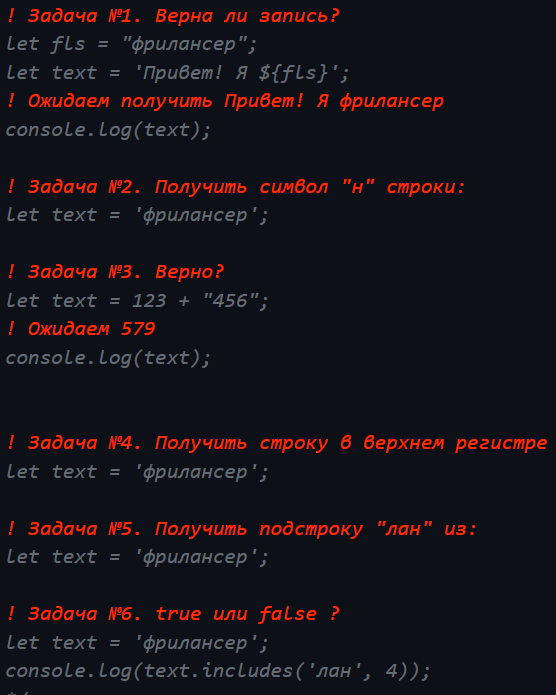 ! Задача №1. Верна ли запись?
let fls = "фрилансер";
let text = 'Привет! Я ${fls}';
! Ожидаем получить Привет! Я фрилансер
console.log(text);
! Задача №2. Получить символ "н" строки:
let text = 'фрилансер';
! Задача №3. Верно?
let text = 123 + "456";
! Ожидаем 579
console.log(text);
! Задача №4. Получить строку в верхнем регистре
let text = 'фрилансер';
! Задача №5. Получить подстроку "лан" из:
let text = 'фрилансер';
! Задача №6. true или false ?
let text = 'фрилансер';
console.log(text.includes('лан', 4));